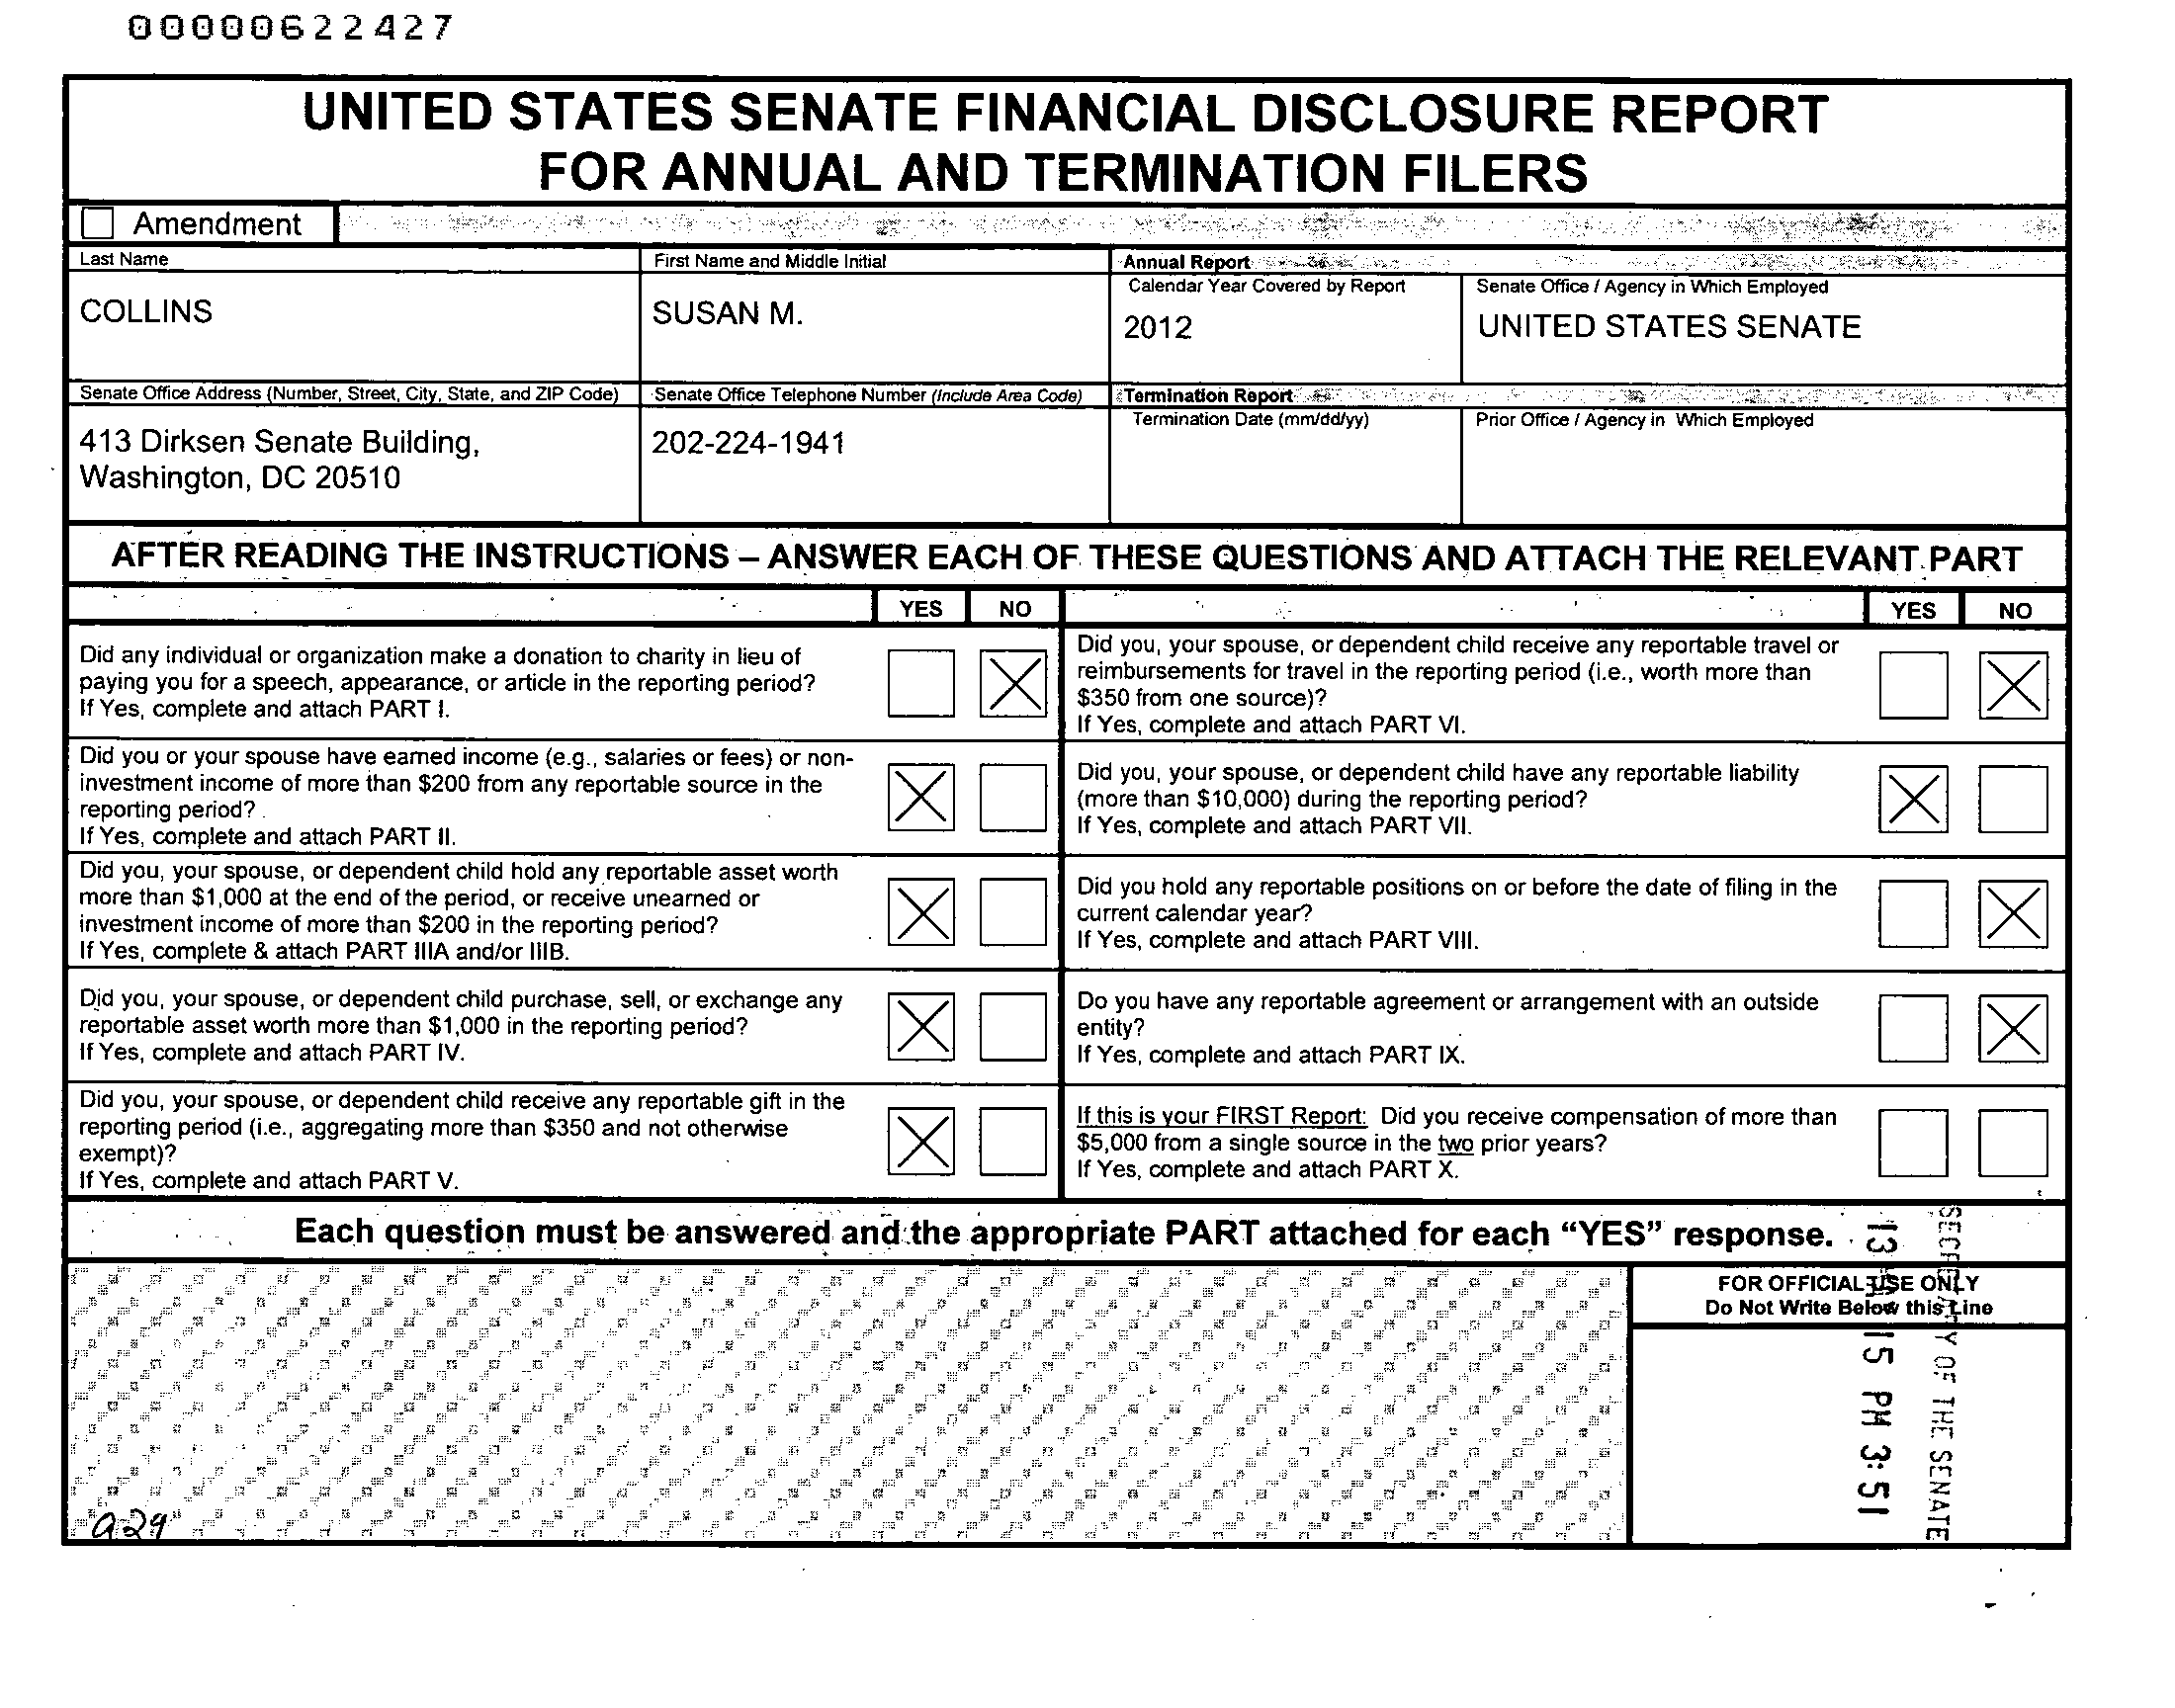 00000622427
UNITED STATES SENATE FINANCIAL DISCLOSURE REPORT
FOR ANNUAL AND TERMINATION FILERS
Amendment
Last Name
First Name and Middle Initial
Annual Report
Calendar Year Covered by Report
Senate Office / Agency in Which Employed
COLLINS
SUSAN M.
2012
UNITED STATES SENATE
Senate Office Address (Number, Street, City, State, and ZIP Code)
Senate Office Telephone Number (Include Area Code)
Termination Report
Termination Date (mm/dd/yy)
Prior Office / Agency in Which Employed
413 Dirksen Senate Building,
Washington, DC 20510
202-224-1941
AFTER READING THE INSTRUCTIONS – ANSWER EACH OF THESE QUESTIONS AND ATTACH THE RELEVANT PART
YES NO
Did any individual or organization make a donation to charity in lieu of
paying you for a speech, appearance, or article in the reporting period?
If Yes, complete and attach PART I.
Did you or your spouse have earned income (e.g., salaries or fees) or non-
investment income of more than $200 from any reportable source in the
reporting period?
If Yes, complete and attach PART II.
Did you, your spouse, or dependent child hold any reportable asset worth
more than $1,000 at the end of the period, or receive unearned or
investment income of more than $200 in the reporting period?
If Yes, complete & attach PART IIIA and/or IIIB.
Did you, your spouse, or dependent child purchase, sell, or exchange any
reportable asset worth more than $1,000 in the reporting period?
If Yes, complete and attach PART IV.
Did you, your spouse, or dependent child receive any reportable gift in the
reporting period (i.e., aggregating more than $350 and not otherwise
exempt)?
If Yes, complete and attach PART V.
YES NO
Did you, your spouse, or dependent child receive any reportable travel or
reimbursements for travel in the reporting period (i.e., worth more than
$350 from one source)?
If Yes, complete and attach PART VI.
Did you, your spouse, or dependent child have any reportable liability
(more than $10,000) during the reporting period?
If Yes, complete and attach PART VII.
Did you hold any reportable positions on or before the date of filing in the
current calendar year?
If Yes, complete and attach PART VIII.
Do you have any reportable agreement or arrangement with an outside
entity?
If Yes, complete and attach PART IX.
If this is your FIRST Report: Did you receive compensation of more than
$5,000 from a single source in the two prior years?
If Yes, complete and attach PART X.
Each question must be answered and the appropriate PART attached for each “YES” response.
FOR OFFICIAL USE ONLY
Do Not Write Below this Line
SECRETARY OF THE SENATE
13 15 PM 3:51